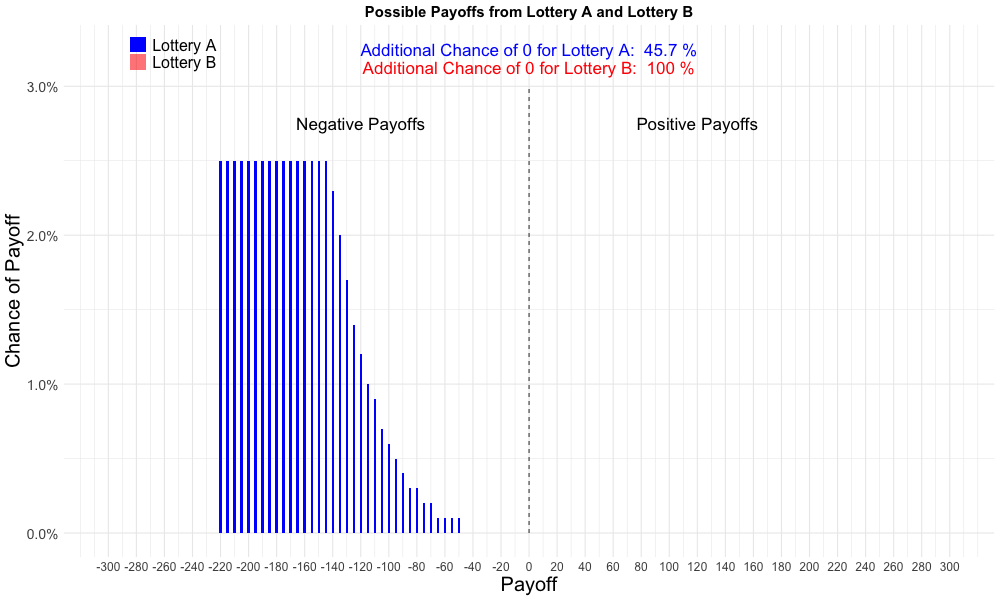 Possible Payoffs from Lottery A and Lottery B
Lottery A
Lottery B
Additional Chance of 0 for Lottery A:  45.7 %
Additional Chance of 0 for Lottery B:  100 %
Negative Payoffs
Positive Payoffs
Chance of Payoff
3.0%
2.0%
1.0%
0.0%
-300 -280 -260 -240 -220 -200 -180 -160 -140 -120 -100 -80 -60 -40 -20 0 20 40 60 80 100 120 140 160 180 200 220 240 260 280 300
Payoff